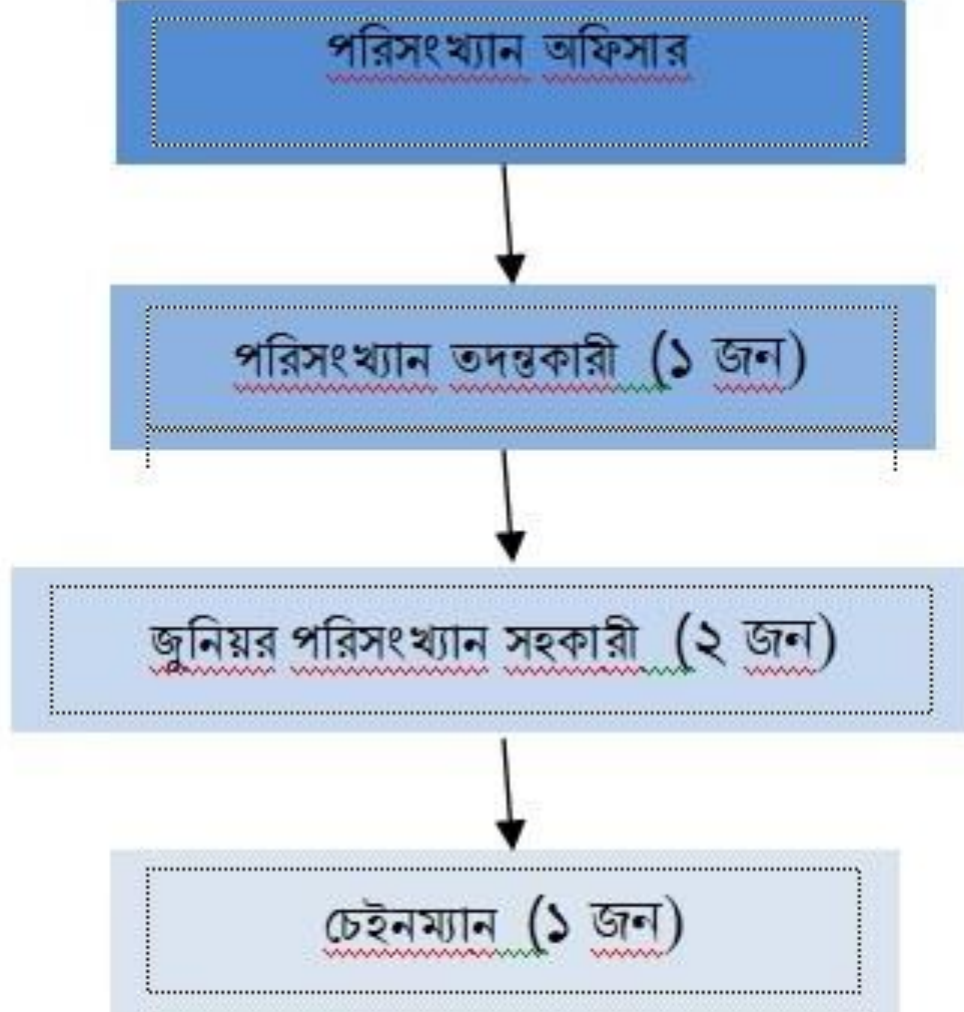 পরিসংখ্যান অফিসার
পরিসংখ্যান তদন্তকারী (১ জন)
জুনিয়র পরিসংখ্যান সহকারী (২ জন)
চেইনম্যান (১ জন)